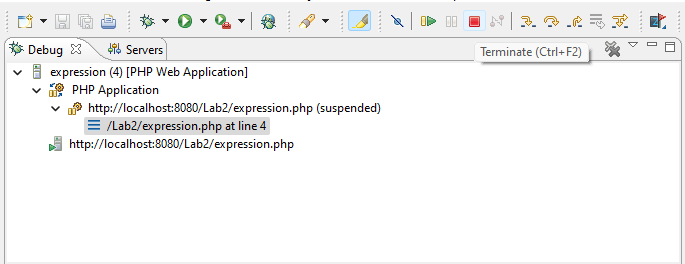 Debug Servers
Terminate (Ctrl+F2)
expression (4) [PHP Web Application]
PHP Application
http://localhost:8080/Lab2/expression.php (suspended)
/Lab2/expression.php at line 4
http://localhost:8080/Lab2/expression.php